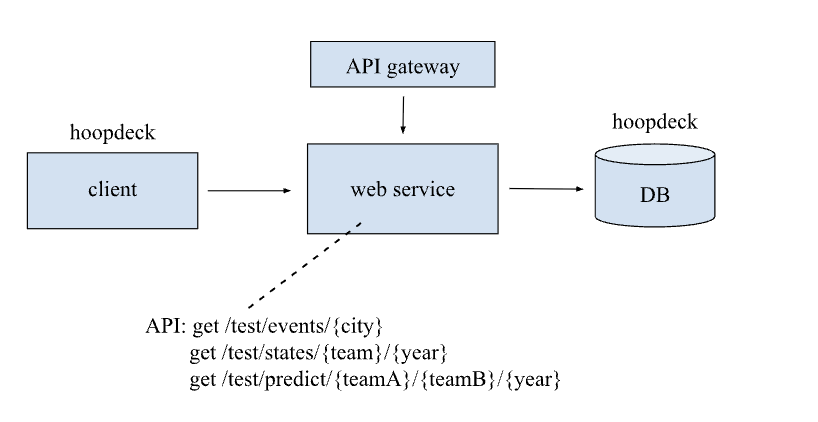 API gateway
hoopdeck
hoopdeck
client
web service
DB
API: get /test/events/{city}
get /test/states/{team}/{year}
get /test/predict/{teamA}/{teamB}/{year}